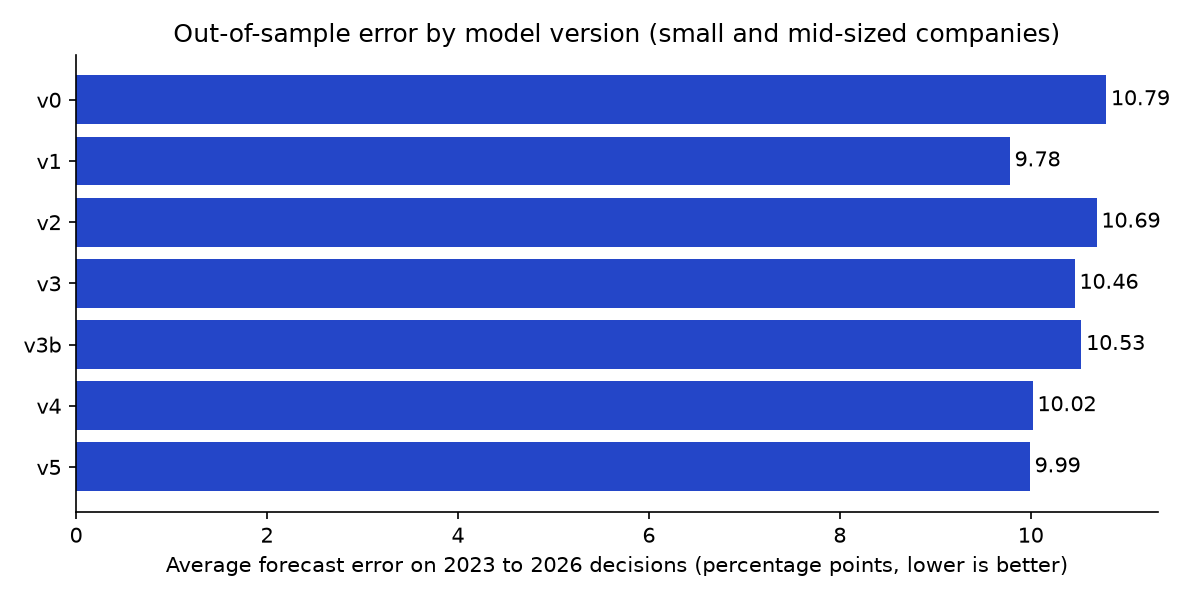 Out-of-sample error by model version (small and mid-sized companies)
v0 10.79
v1 9.78
v2 10.69
v3 10.46
v3b 10.53
v4 10.02
v5 9.99
0 2 4 6 8 10
Average forecast error on 2023 to 2026 decisions (percentage points, lower is better)